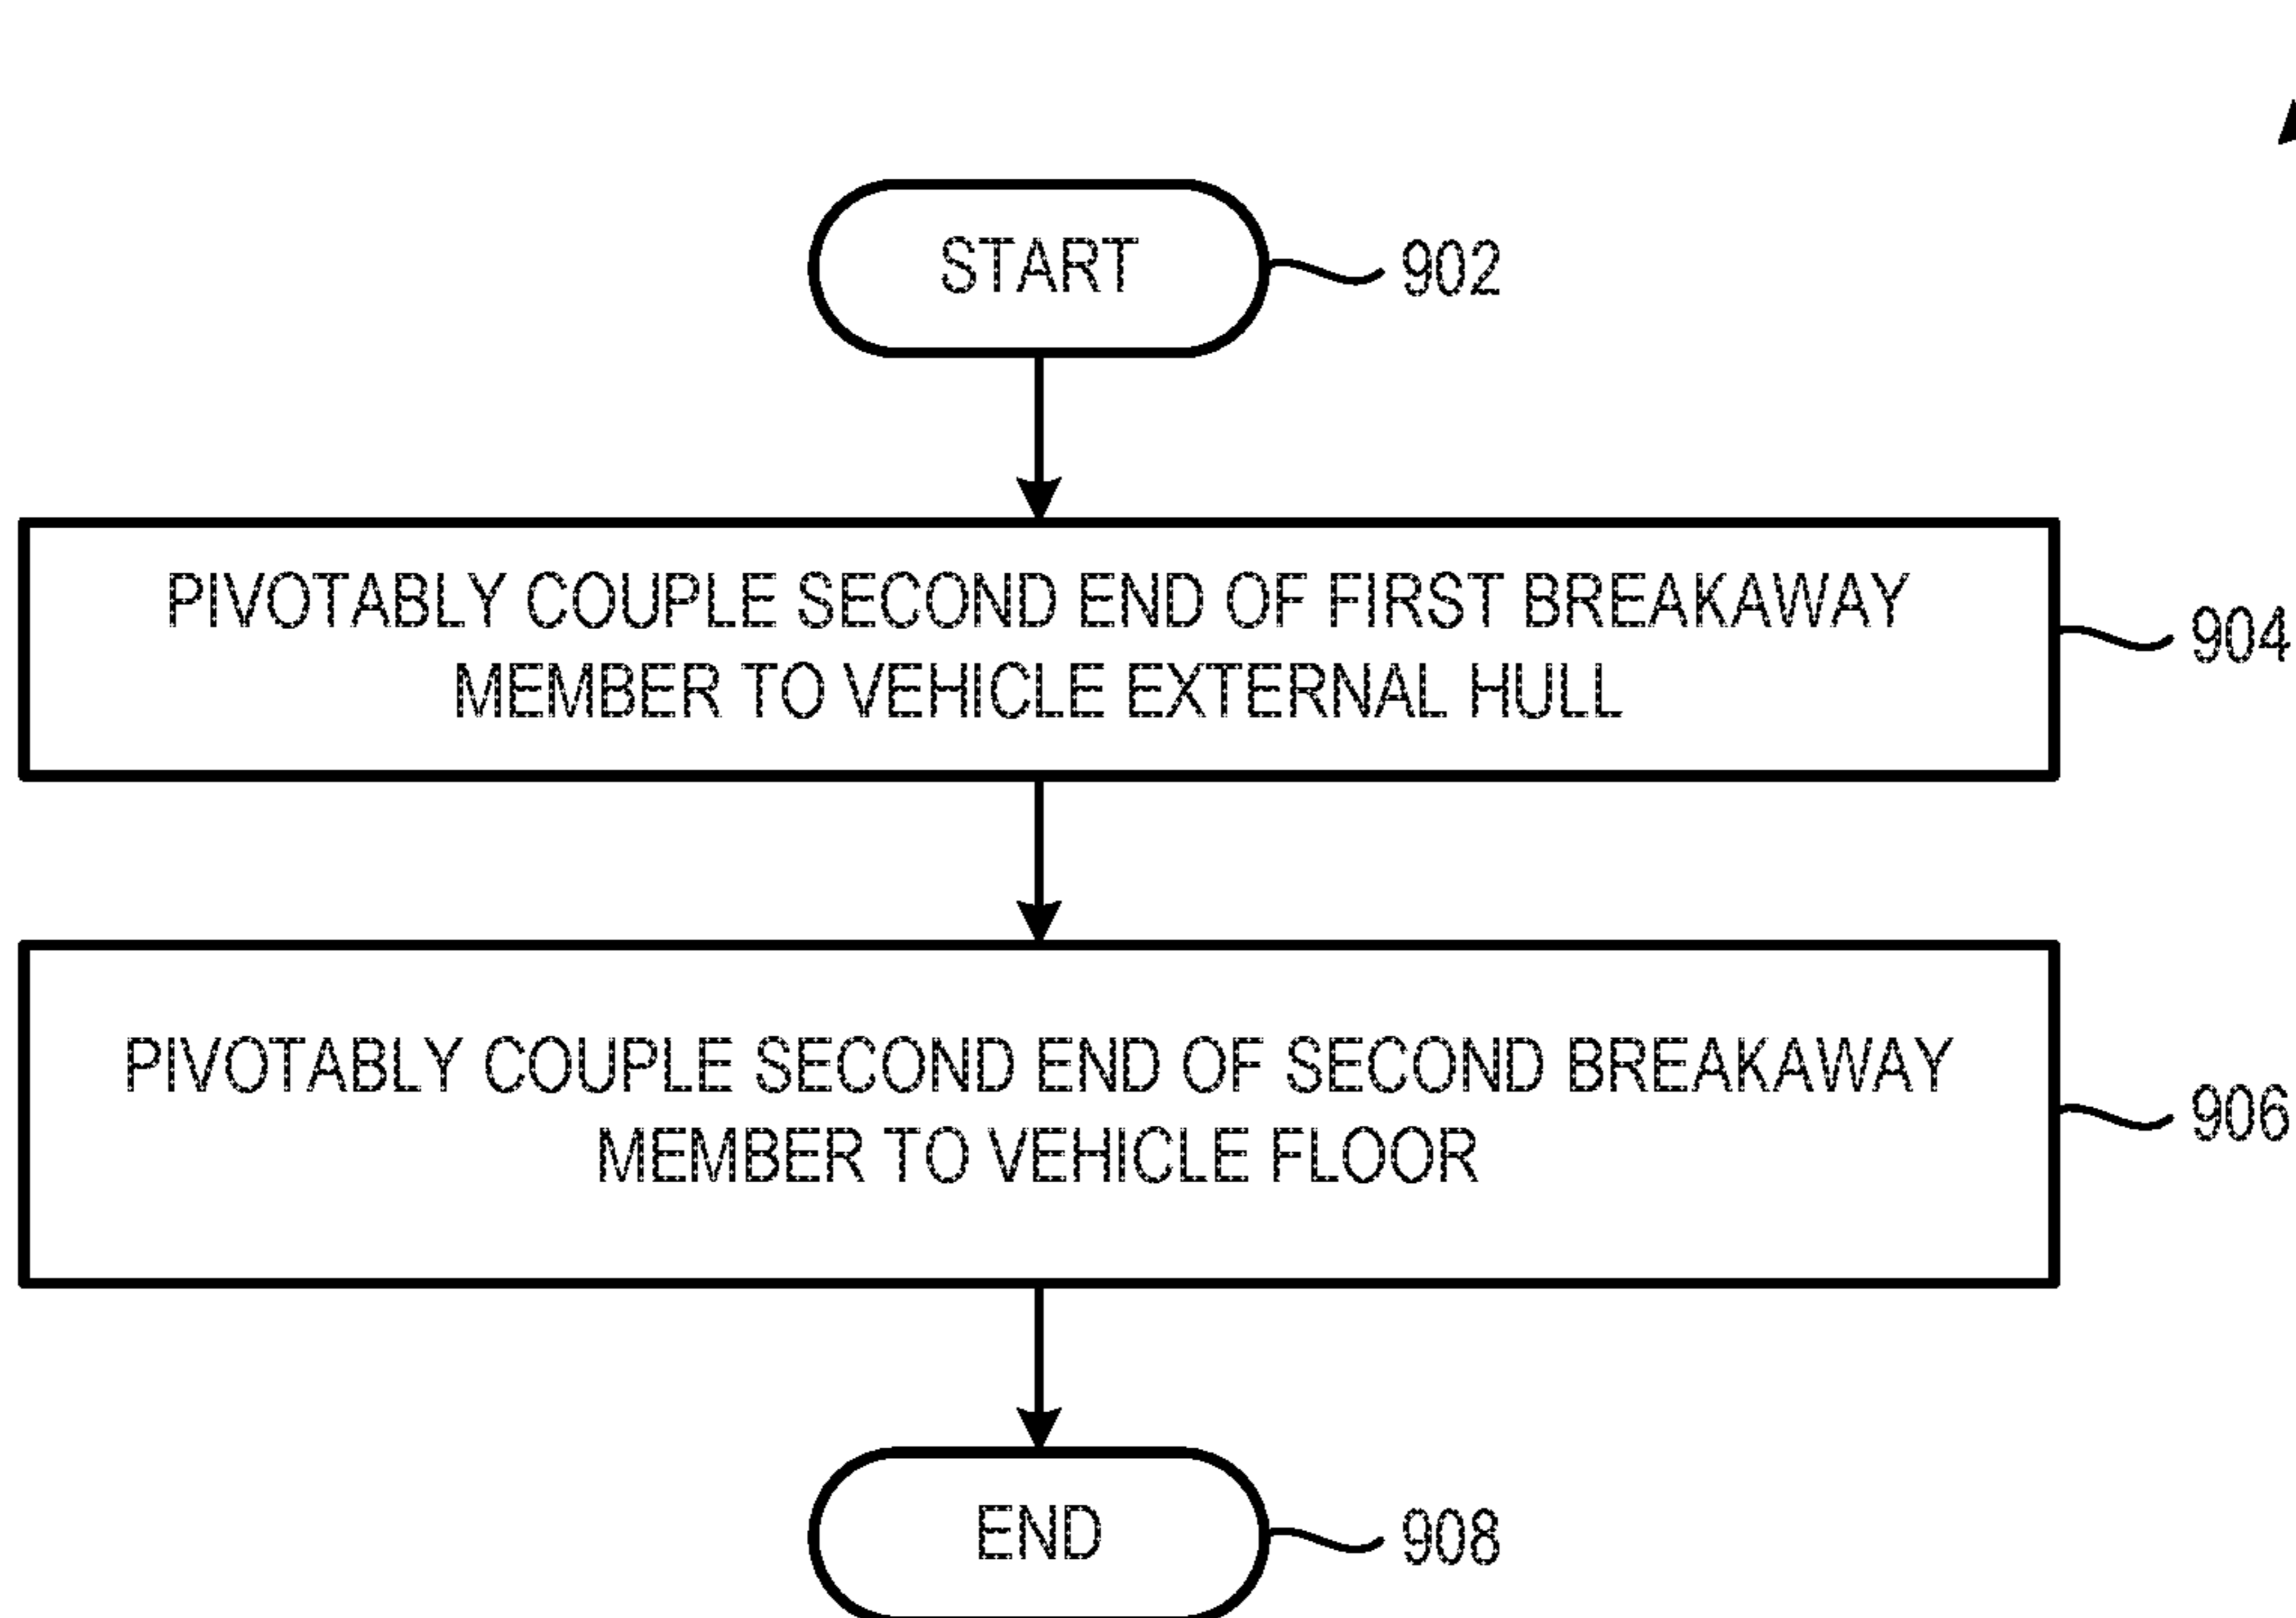 START
902
PIVOTABLY COUPLE SECOND END OF FIRST BREAKAWAY
MEMBER TO VEHICLE EXTERNAL HULL
904
PIVOTABLY COUPLE SECOND END OF SECOND BREAKAWAY
MEMBER TO VEHICLE FLOOR
906
END
908